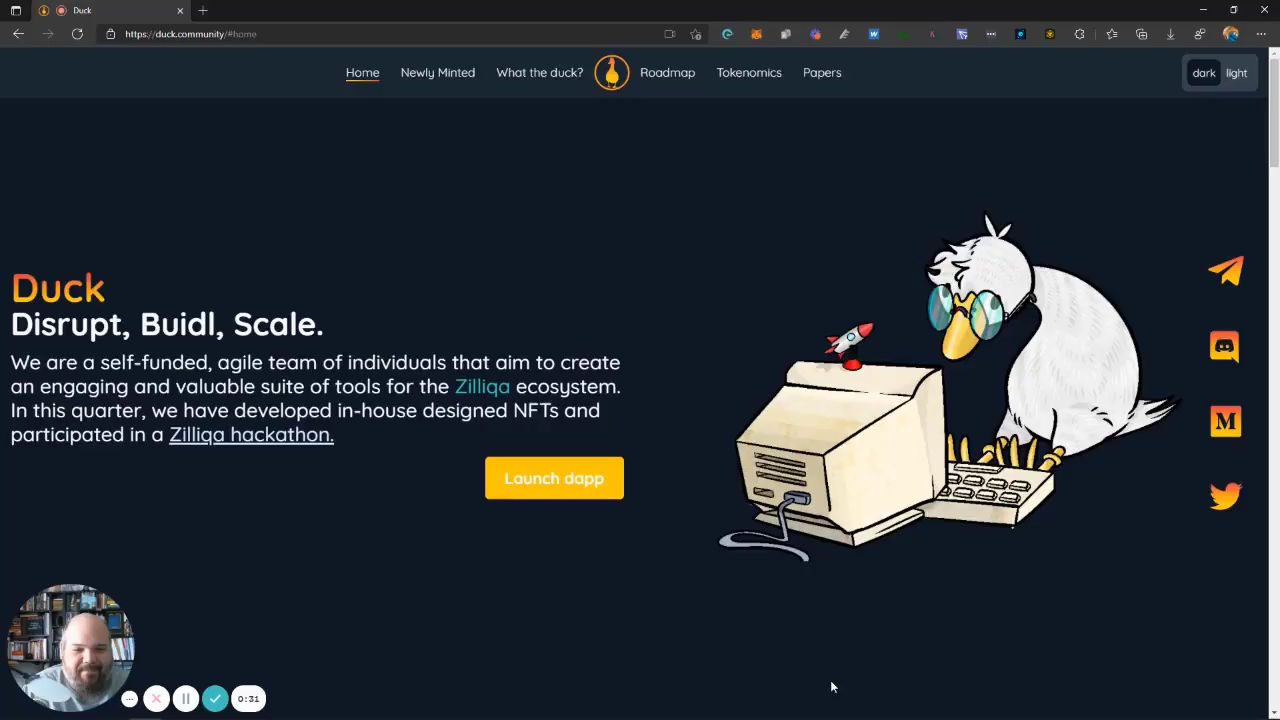 Duck
https://duck.community/#home
Home
Newly Minted
What the duck?
Roadmap
Tokenomics
Papers
dark
light
Duck
Disrupt, Buidl, Scale.
We are a self-funded, agile team of individuals that aim to create
an engaging and valuable suite of tools for the Zilliqa ecosystem.
In this quarter, we have developed in-house designed NFTs and
participated in a Zilliqa hackathon.
Launch dapp
M
0:31